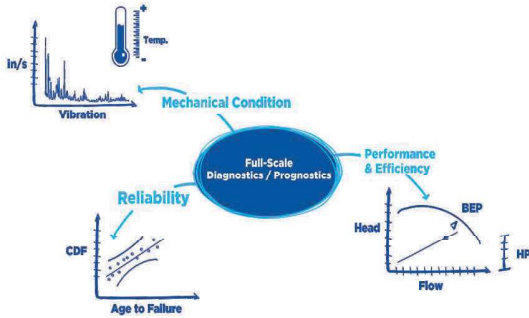 +
Temp.
-
in/s
Vibration
Mechanical Condition
Full-Scale
Diagnostics / Prognostics
Performance
& Efficiency
Reliability
BEP
Head
HP
Flow
CDF
Age to Failure